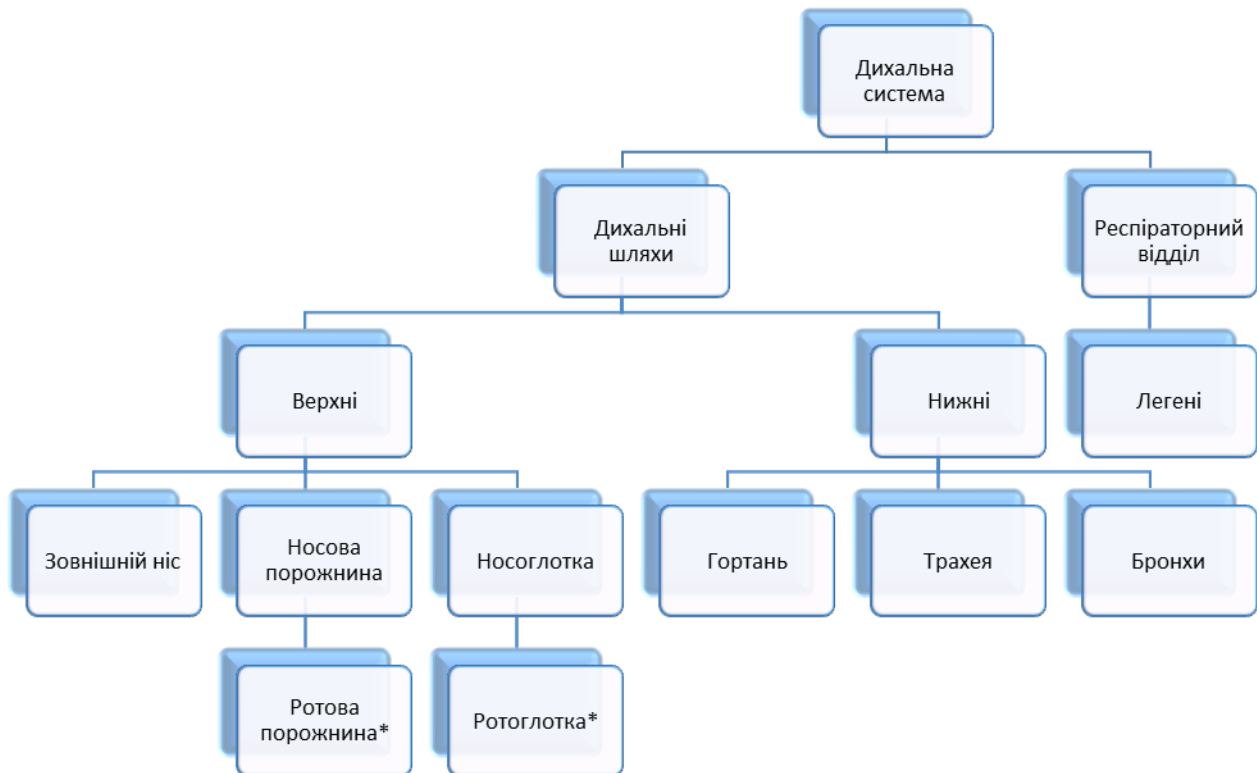 Дихальна
система
Дихальні
шляхи
Респіраторний
відділ
Верхні
Нижні
Легені
Зовнішній ніс
Носова
порожнина
Носоглотка
Гортань
Трахея
Бронхи
Ротова
порожнина*
Ротоглотка*